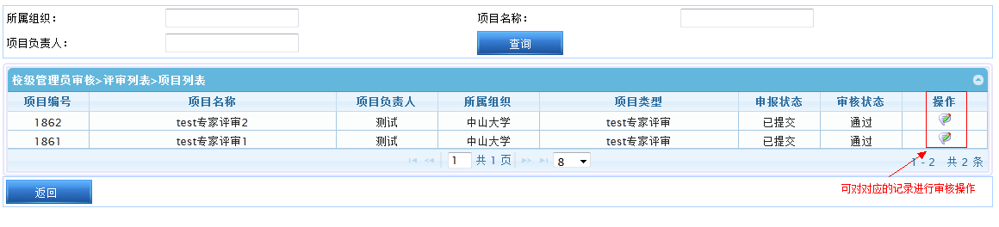 所属组织： 项目名称：
项目负责人： 查询
校级管理员审核>评审列表>项目列表
项目编号 项目名称 项目负责人 所属组织 项目类型 申报状态 审核状态 操作
1862 test专家评审2 测试 中山大学 test专家评审 已提交 通过
1861 test专家评审1 测试 中山大学 test专家评审 已提交 通过
1 共 1 页 8 1 - 2 共 2 条
返回 可对对应的记录进行审核操作